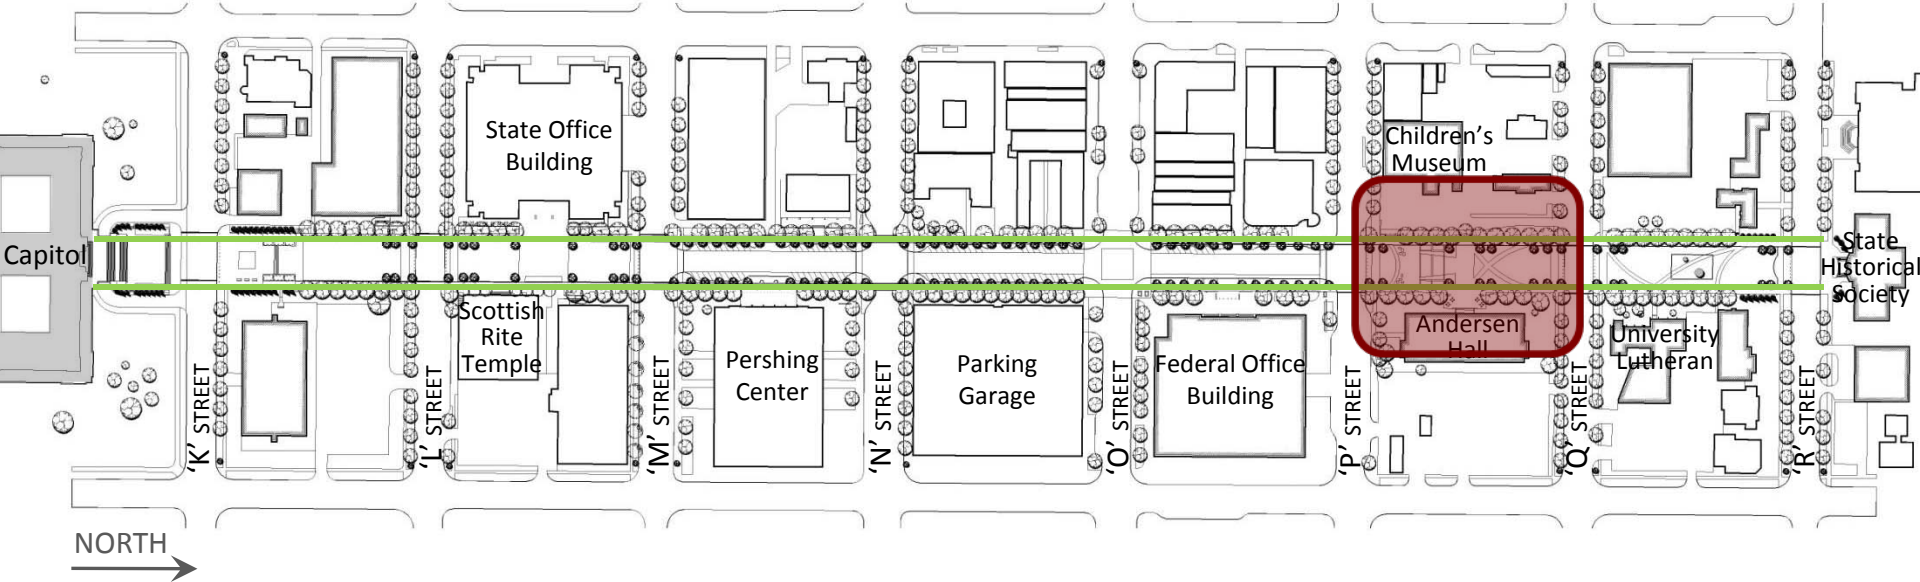 State Office
Building
Children's
Museum
Capitol
State
Historical
Society
Scottish
Rite
Temple
Pershing
Center
Parking
Garage
Federal Office
Building
Andersen
Hall
University
Lutheran
'K' STREET
'L' STREET
'M' STREET
'N' STREET
'O' STREET
'P' STREET
'Q' STREET
'R' STREET
NORTH